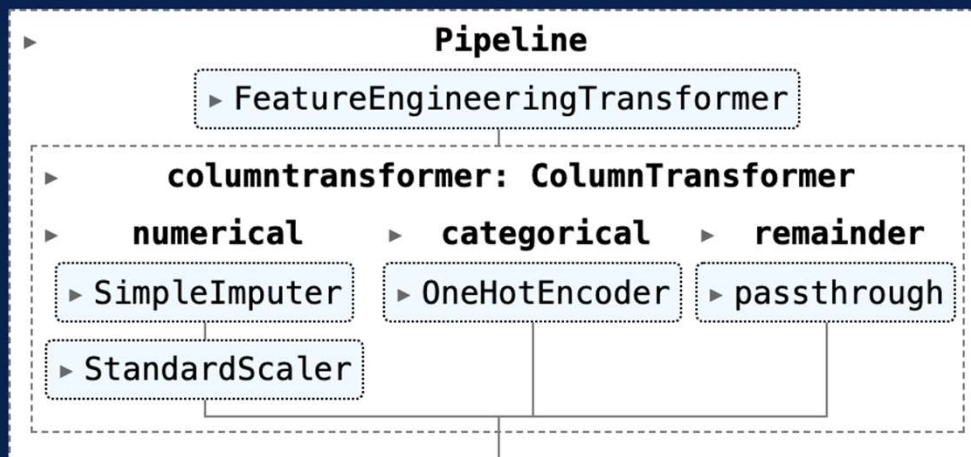 Pipeline
FeatureEngineeringTransformer
columntransformer: ColumnTransformer
numerical categorical remainder
SimpleImputer OneHotEncoder passthrough
StandardScaler